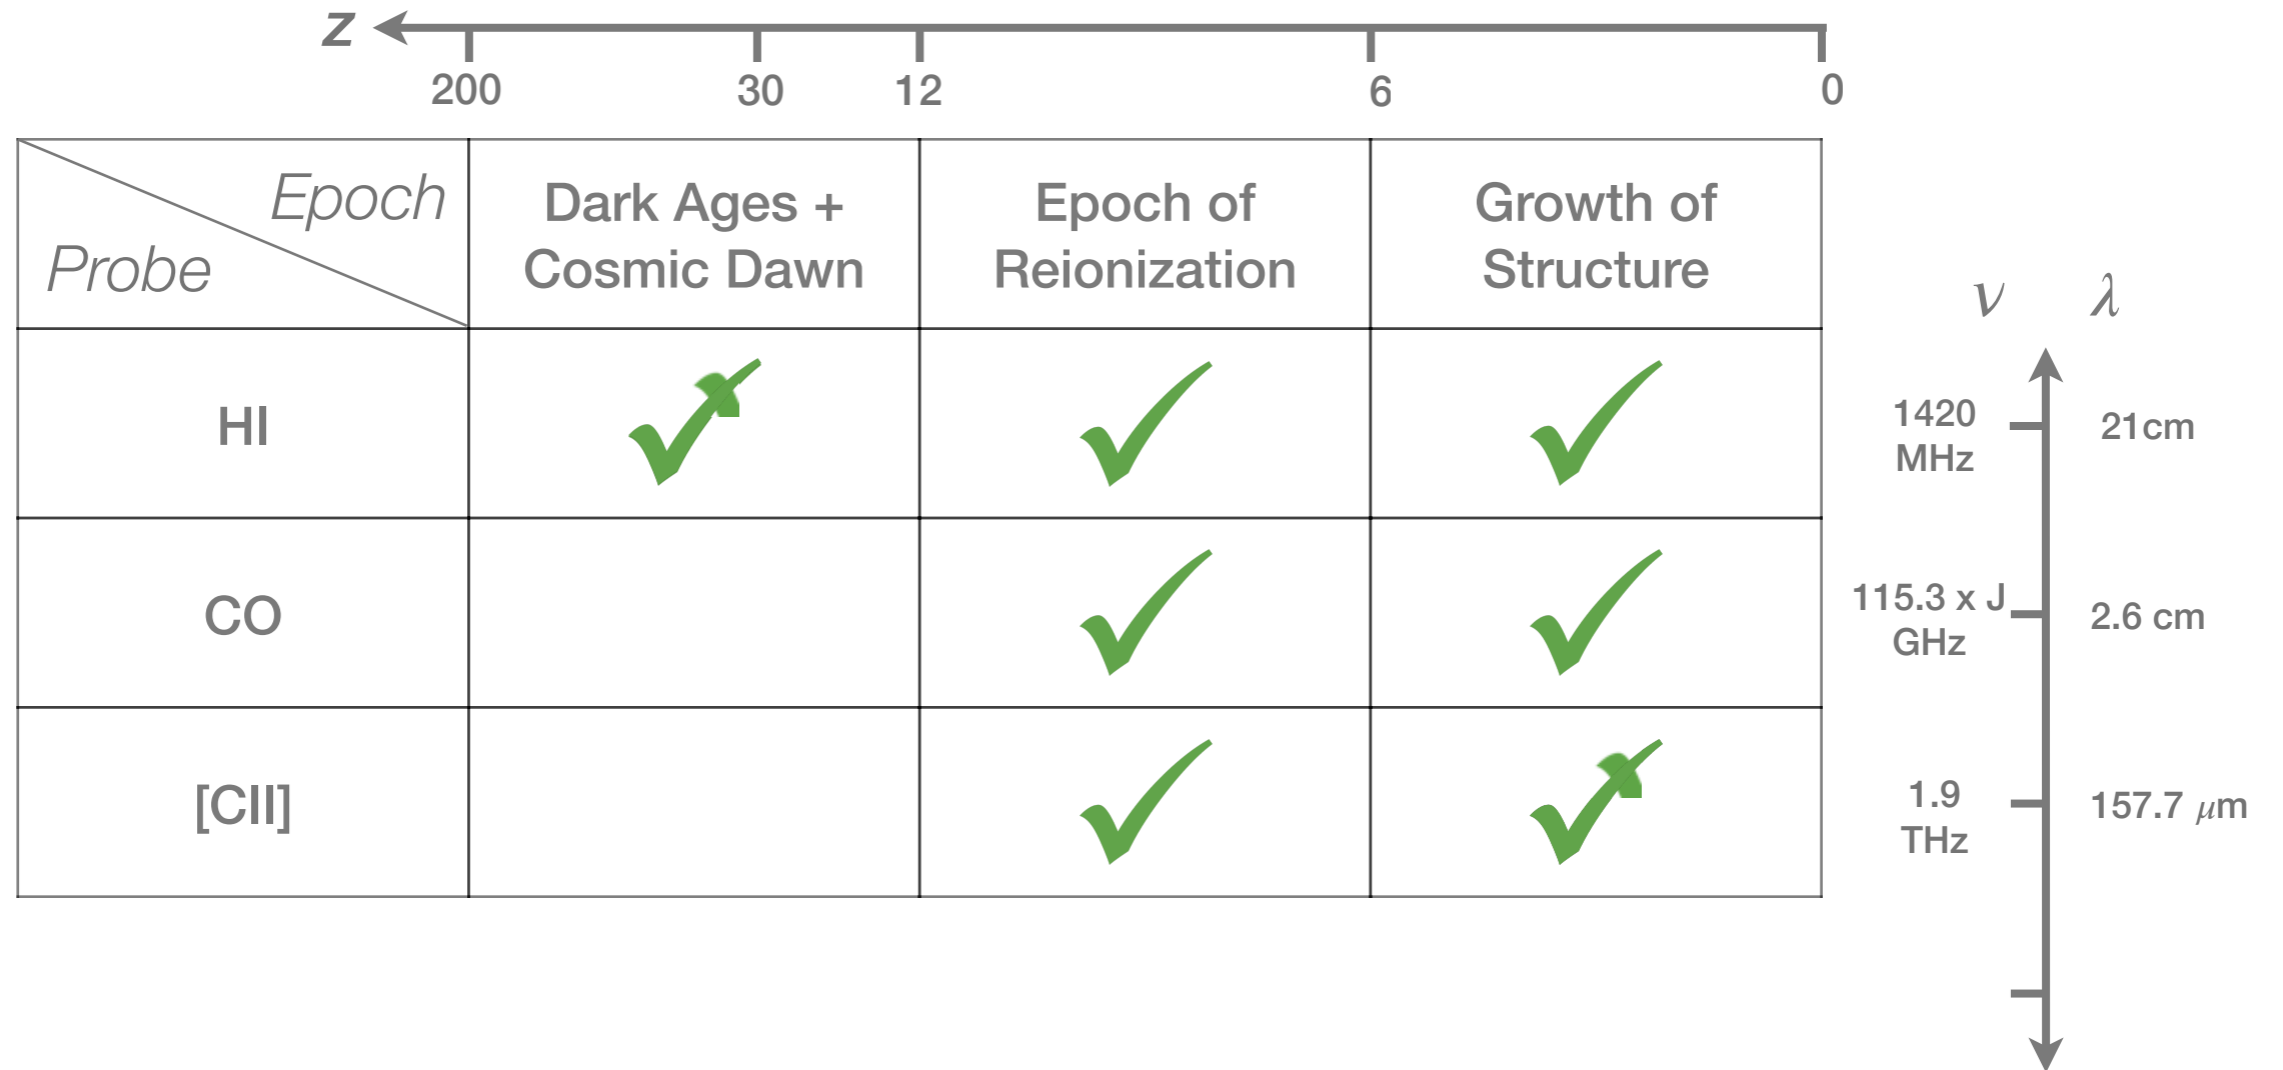 z
200 30 12 6 0
Epoch
Probe
Dark Ages +
Cosmic Dawn
Epoch of
Reionization
Growth of
Structure
ν λ
HI
1420
MHz
21cm
CO
115.3 x J
GHz
2.6 cm
[CII]
1.9
THz
157.7 μm